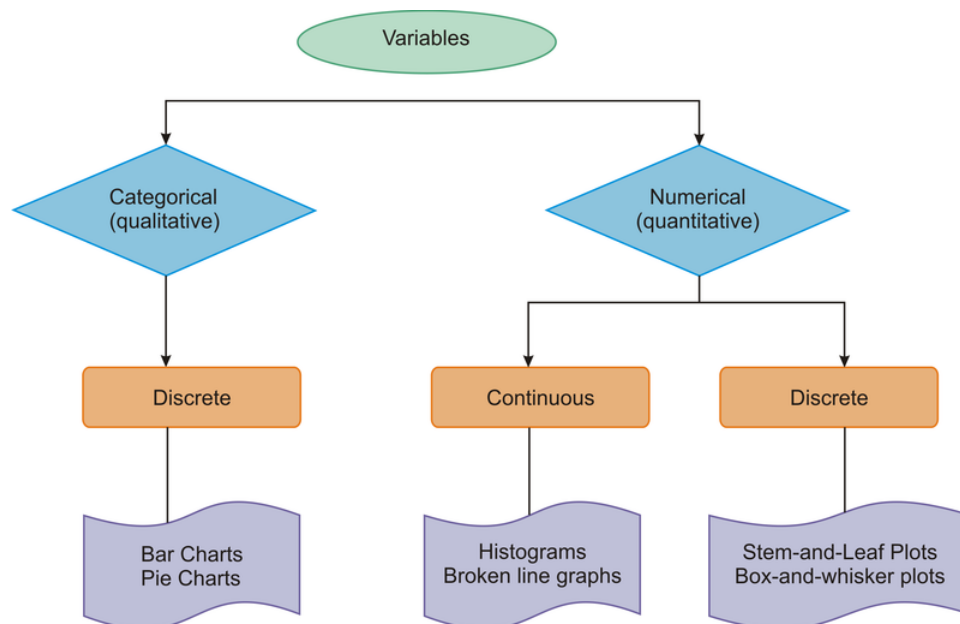 Variables
Categorical
(qualitative)
Numerical
(quantitative)
Discrete
Continuous
Discrete
Bar Charts
Pie Charts
Histograms
Broken line graphs
Stem-and-Leaf Plots
Box-and-whisker plots